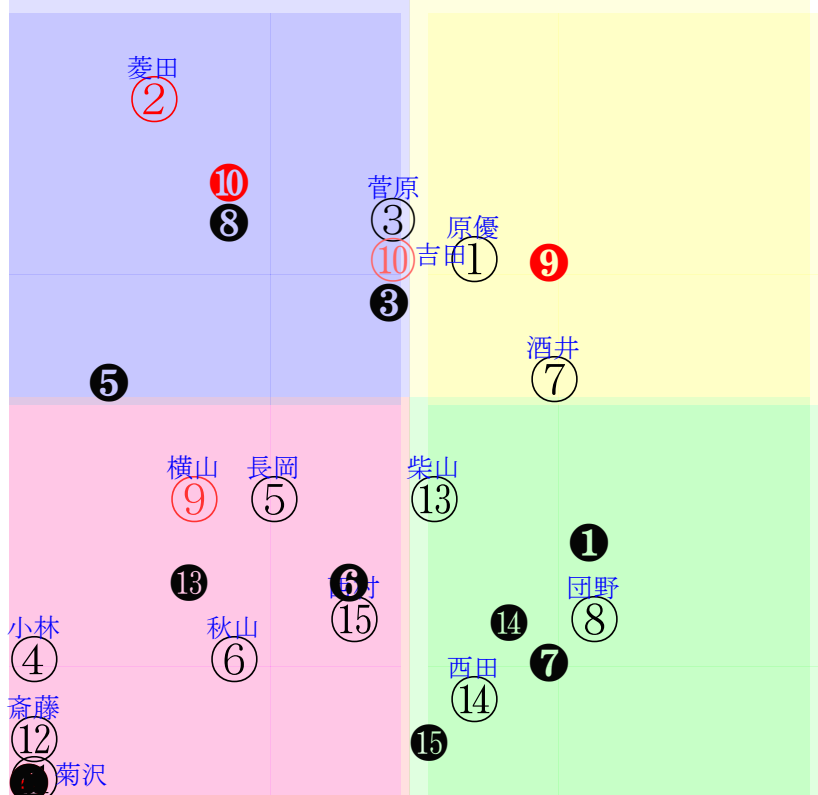 菱田
②
❿
❽
菅原
③
原優
①
⑩
吉田
❾
❸
酒井
⑦
❺
横山
⑨
長岡
⑤
柴山
⑬
❶
⓭
❻
⑮
団野
⑧
⓮
小林
④
秋山
⑥
西田
⑭
❼
斎藤
⑫
⓯
菊沢